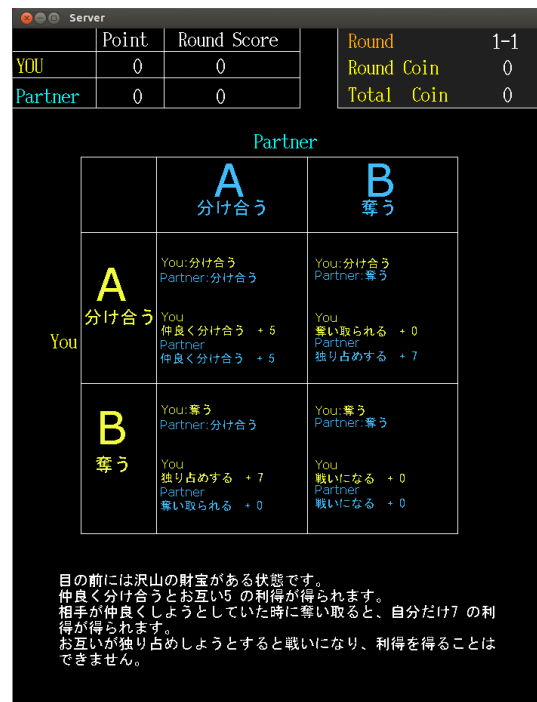 Server
Point Round Score
YOU 0 0
Partner 0 0
Round 1-1
Round Coin 0
Total Coin 0
Partner
A
分け合う
B
奪う
You
A
分け合う
You:分け合う
Partner:分け合う
You
仲良く分け合う + 5
Partner
仲良く分け合う + 5
You:分け合う
Partner:奪う
You
奪い取られる + 0
Partner
独り占めする + 7
B
奪う
You:奪う
Partner:分け合う
You
独り占めする + 7
Partner
奪い取られる + 0
You:奪う
Partner:奪う
You
戦いになる + 0
Partner
戦いになる + 0
目の前には沢山の財宝がある状態です。
仲良く分け合うとお互い5 の利得が得られます。
相手が仲良くしようとしていた時に奪い取ると、自分だけ7 の利
得が得られます。
お互いが独り占めしようとすると戦いになり、利得を得ることは
できません。